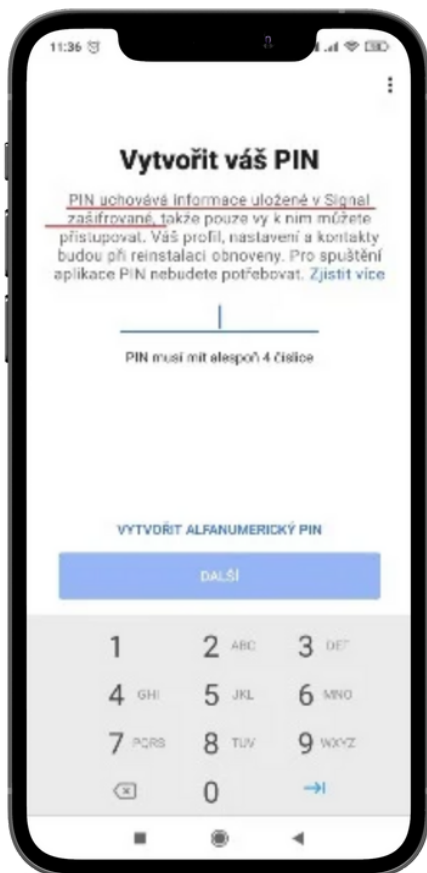 11:36
Vytvořit váš PIN
PIN uchovává informace uložené v Signal
zašifrované, takže pouze vy k nim můžete
přistupovat. Váš profil, nastavení a kontakty
budou při reinstalaci obnoveny. Pro spuštění
aplikace PIN nebudete potřebovat. Zjistit více
PIN musí mít alespoň 4 číslice
VYTVOŘIT ALFANUMERICKÝ PIN
DALŠÍ
1 2 ABC 3 DEF
4 GHI 5 JKL 6 MNO
7 PQRS 8 TUV 9 WXYZ
0